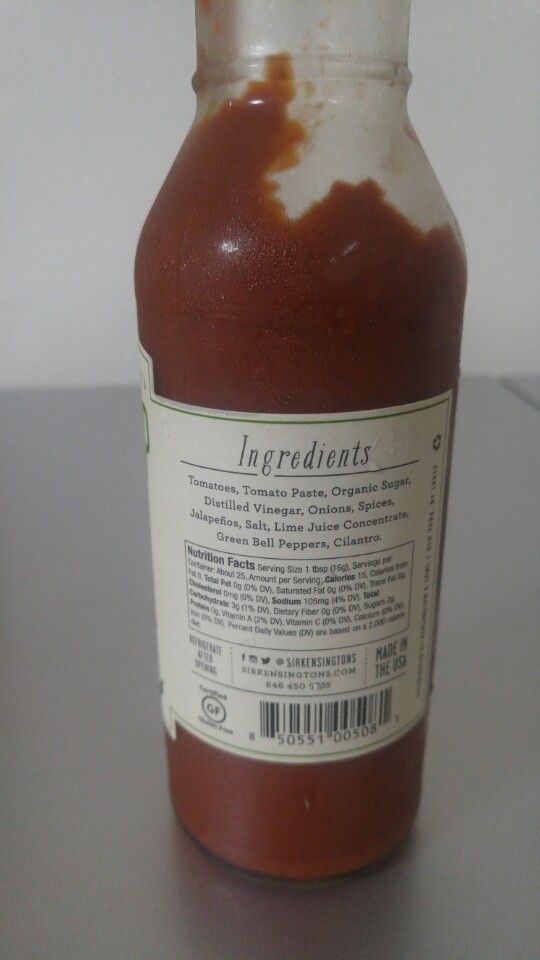 Ingredients
Tomatoes, Tomato Paste, Organic Sugar,
Distilled Vinegar, Onions, Spices,
Jalapeños, Salt, Lime Juice Concentrate,
Green Bell Peppers, Cilantro.
Nutrition Facts Serving Size 1 tbsp (16g), Servings per
Container: About 25, Amount per Serving: Calories 15, Calories from
Fat 0, Total Fat 0g (0% DV), Saturated Fat 0g (0% DV), Trans Fat 0g,
Cholesterol 0mg (0% DV), Sodium 105mg (4% DV), Total
Carbohydrate 3g (1% DV), Dietary Fiber 0g (0% DV), Sugars 2g,
Protein 0g, Vitamin A (2% DV), Vitamin C (0% DV), Calcium (0% DV),
Iron (0% DV). Percent Daily Values (DV) are based on a 2,000 calorie
diet.
REFRIGERATE
AFTER
OPENING
@SIRKENSINGTONS
SIRKENSINGTONS.COM
646 450 5735
MADE IN
THE USA
Certified
GF
Gluten-Free
8 50551 00508 1